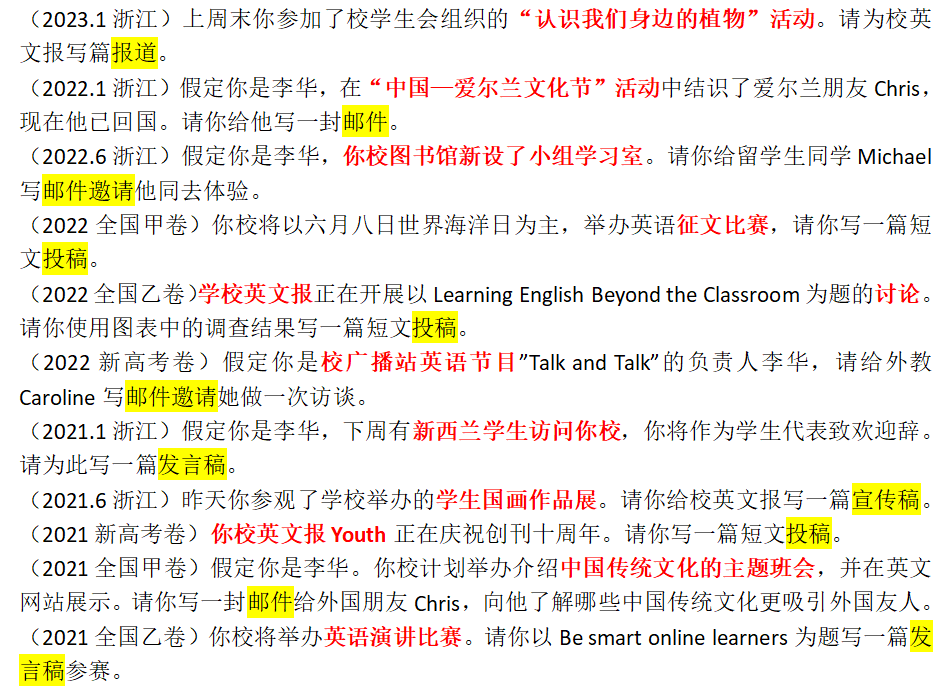 （2023.1 浙江）上周末你参加了校学生会组织的“认识我们身边的植物”活动。请为校英
文报写篇报道。
（2022.1 浙江）假定你是李华，在“中国—爱尔兰文化节”活动中结识了爱尔兰朋友 Chris，
现在他已回国。请你给他写一封邮件。
（2022.6 浙江）假定你是李华，你校图书馆新设了小组学习室。请你给留学生同学 Michael
写邮件邀请他同去体验。
（2022 全国甲卷）你校将以六月八日世界海洋日为主，举办英语征文比赛，请你写一篇短
文投稿。
（2022 全国乙卷）学校英文报正在开展以 Learning English Beyond the Classroom 为题的讨论。
请你使用图表中的调查结果写一篇短文投稿。
（2022 新高考卷）假定你是校广播站英语节目”Talk and Talk”的负责人李华，请给外教
Caroline 写邮件邀请她做一次访谈。
（2021.1 浙江）假定你是李华，下周有新西兰学生访问你校，你将作为学生代表致欢迎辞。
请为此写一篇发言稿。
（2021.6 浙江）昨天你参观了学校举办的学生国画作品展。请你给校英文报写一篇宣传稿。
（2021 新高考卷）你校英文报 Youth 正在庆祝创刊十周年。请你写一篇短文投稿。
（2021 全国甲卷）假定你是李华。你校计划举办介绍中国传统文化的主题班会，并在英文
网站展示。请你写一封邮件给外国朋友 Chris，向他了解哪些中国传统文化更吸引外国友人。
（2021 全国乙卷）你校将举办英语演讲比赛。请你以 Be smart online learners 为题写一篇发
言稿参赛。